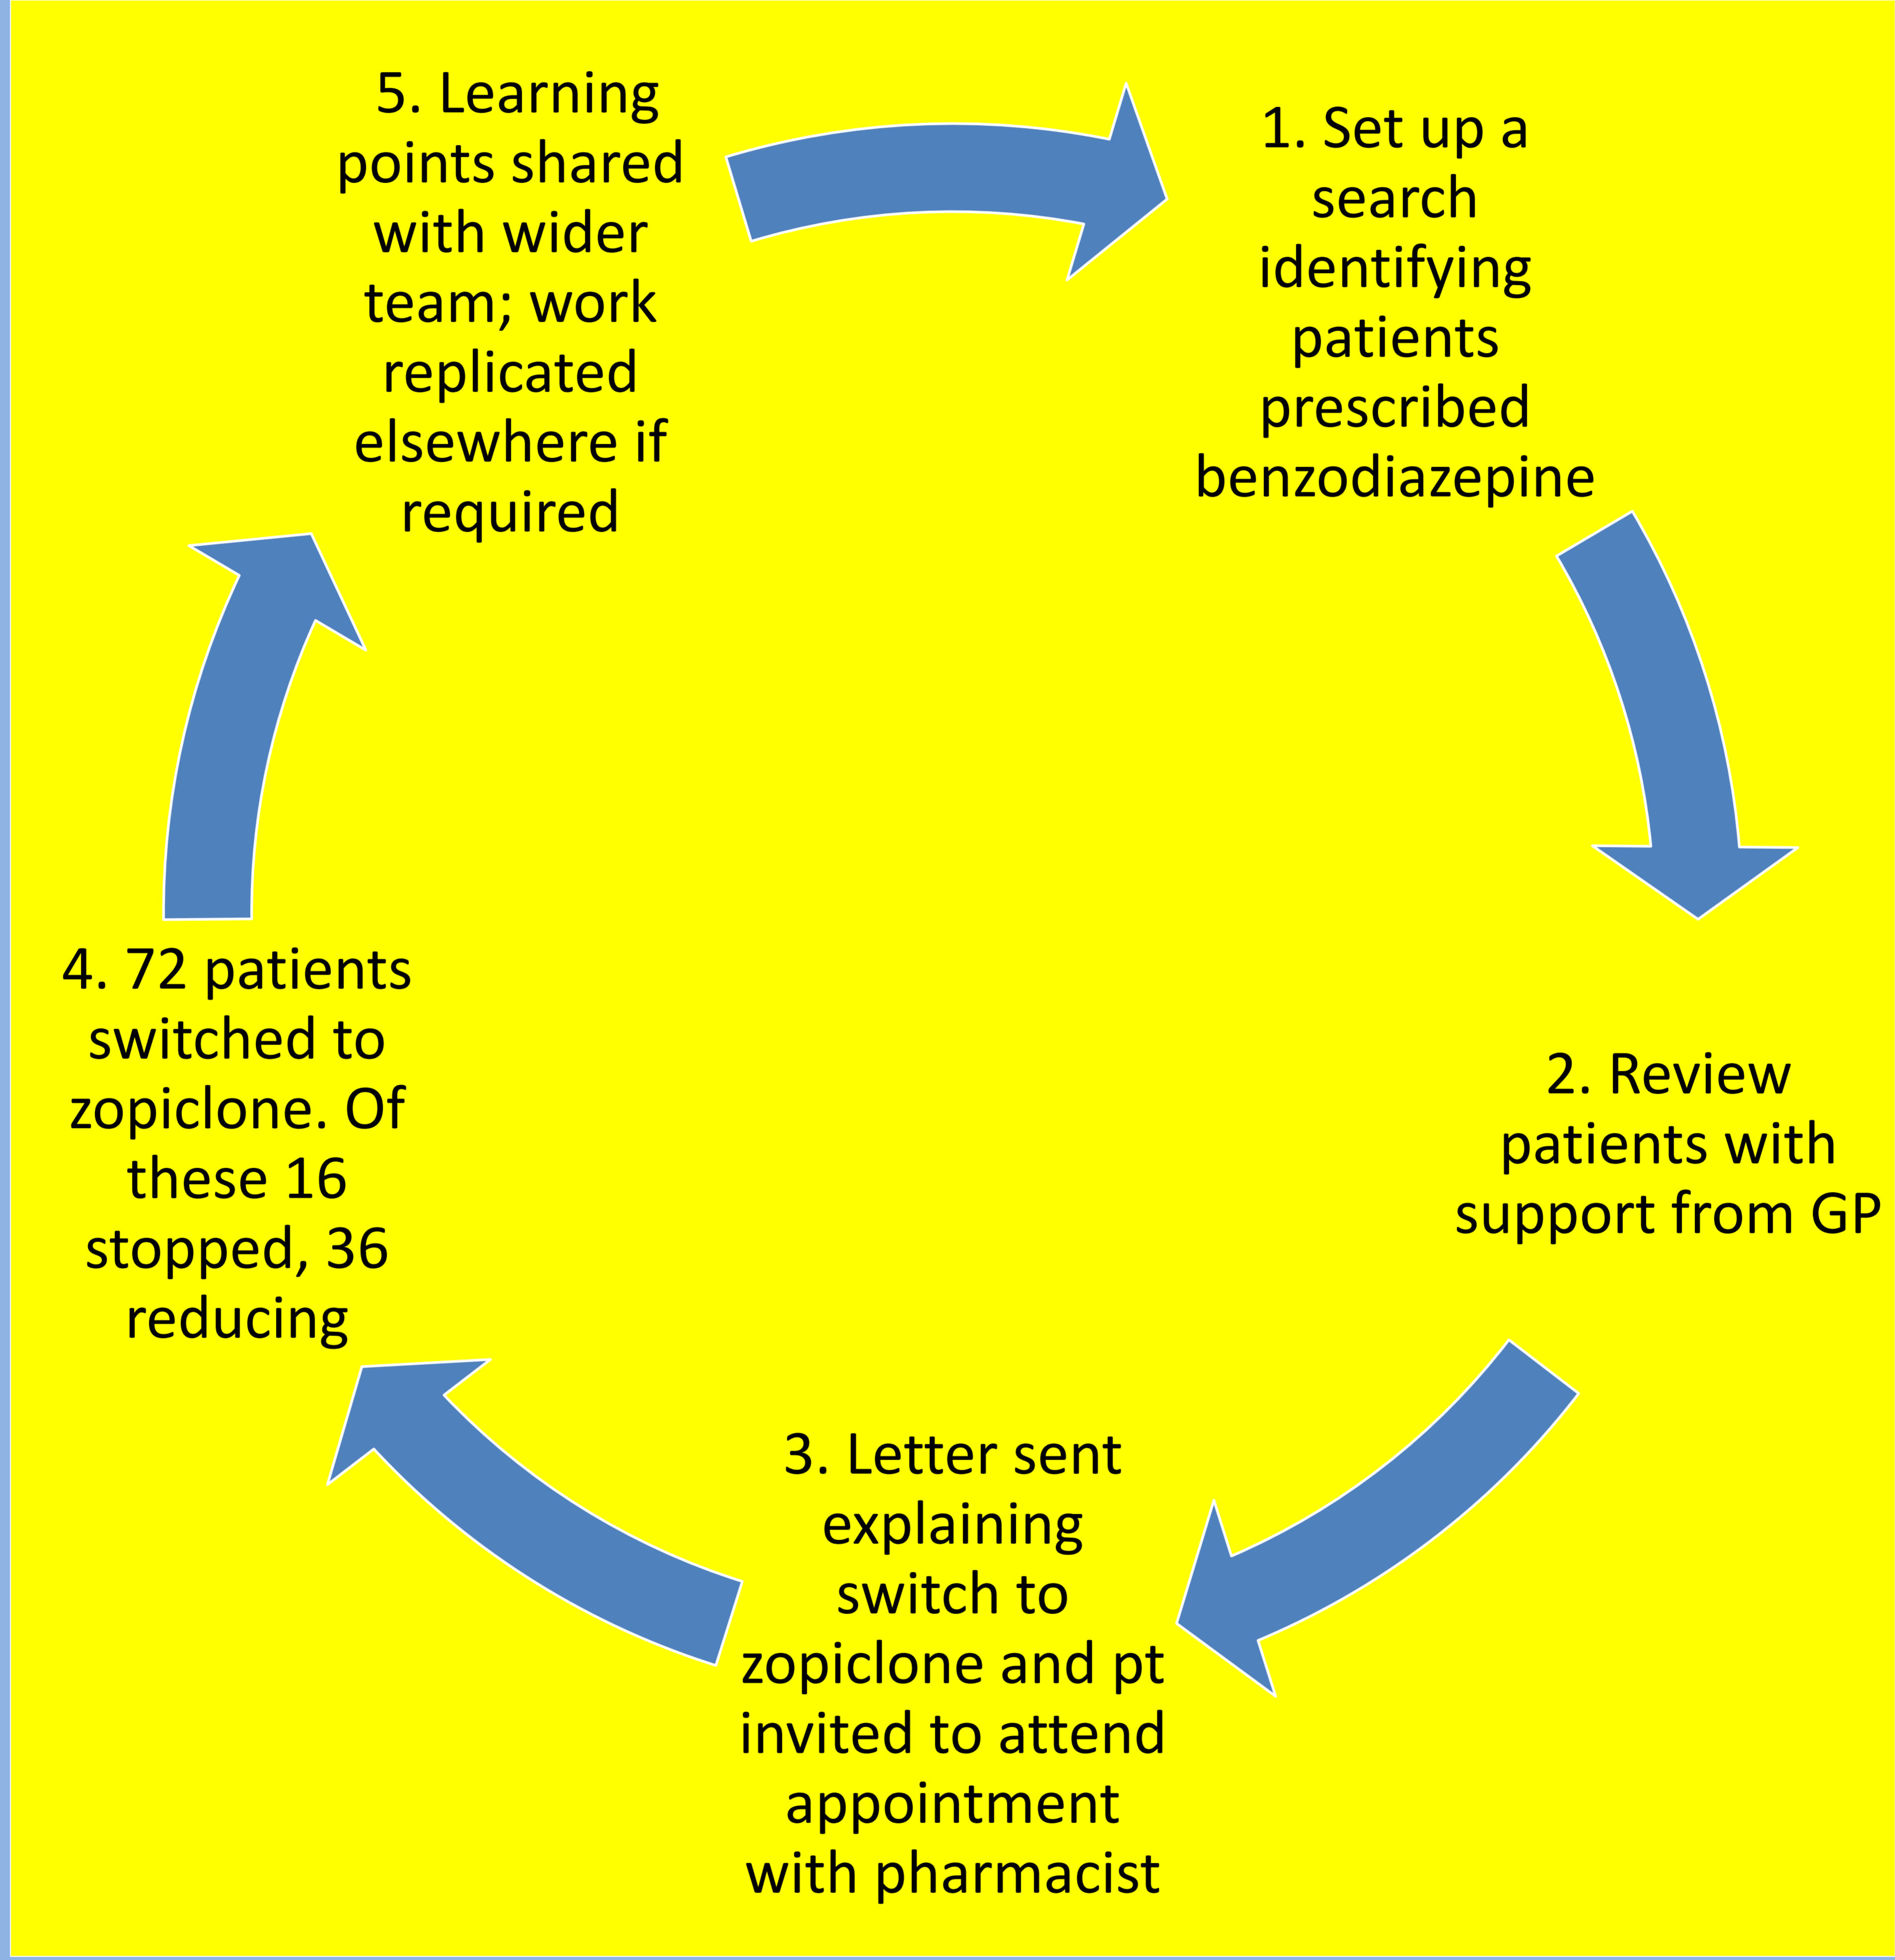 1. Set up a
search
identifying
patients
prescribed
benzodiazepine
2. Review
patients with
support from GP
3. Letter sent
explaining
switch to
zopiclone and pt
invited to attend
appointment
with pharmacist
4. 72 patients
switched to
zopiclone. Of
these 16
stopped, 36
reducing
5. Learning
points shared
with wider
team; work
replicated
elsewhere if
required